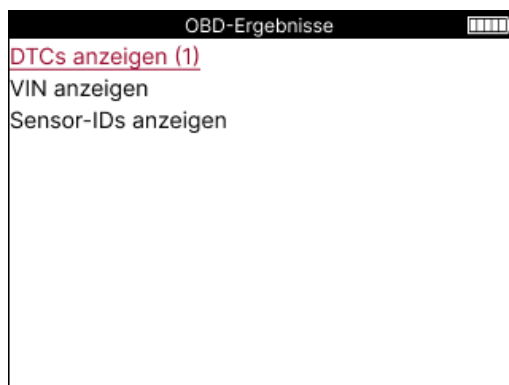 OBD-Ergebnisse
DTCs anzeigen (1)
VIN anzeigen
Sensor-IDs anzeigen